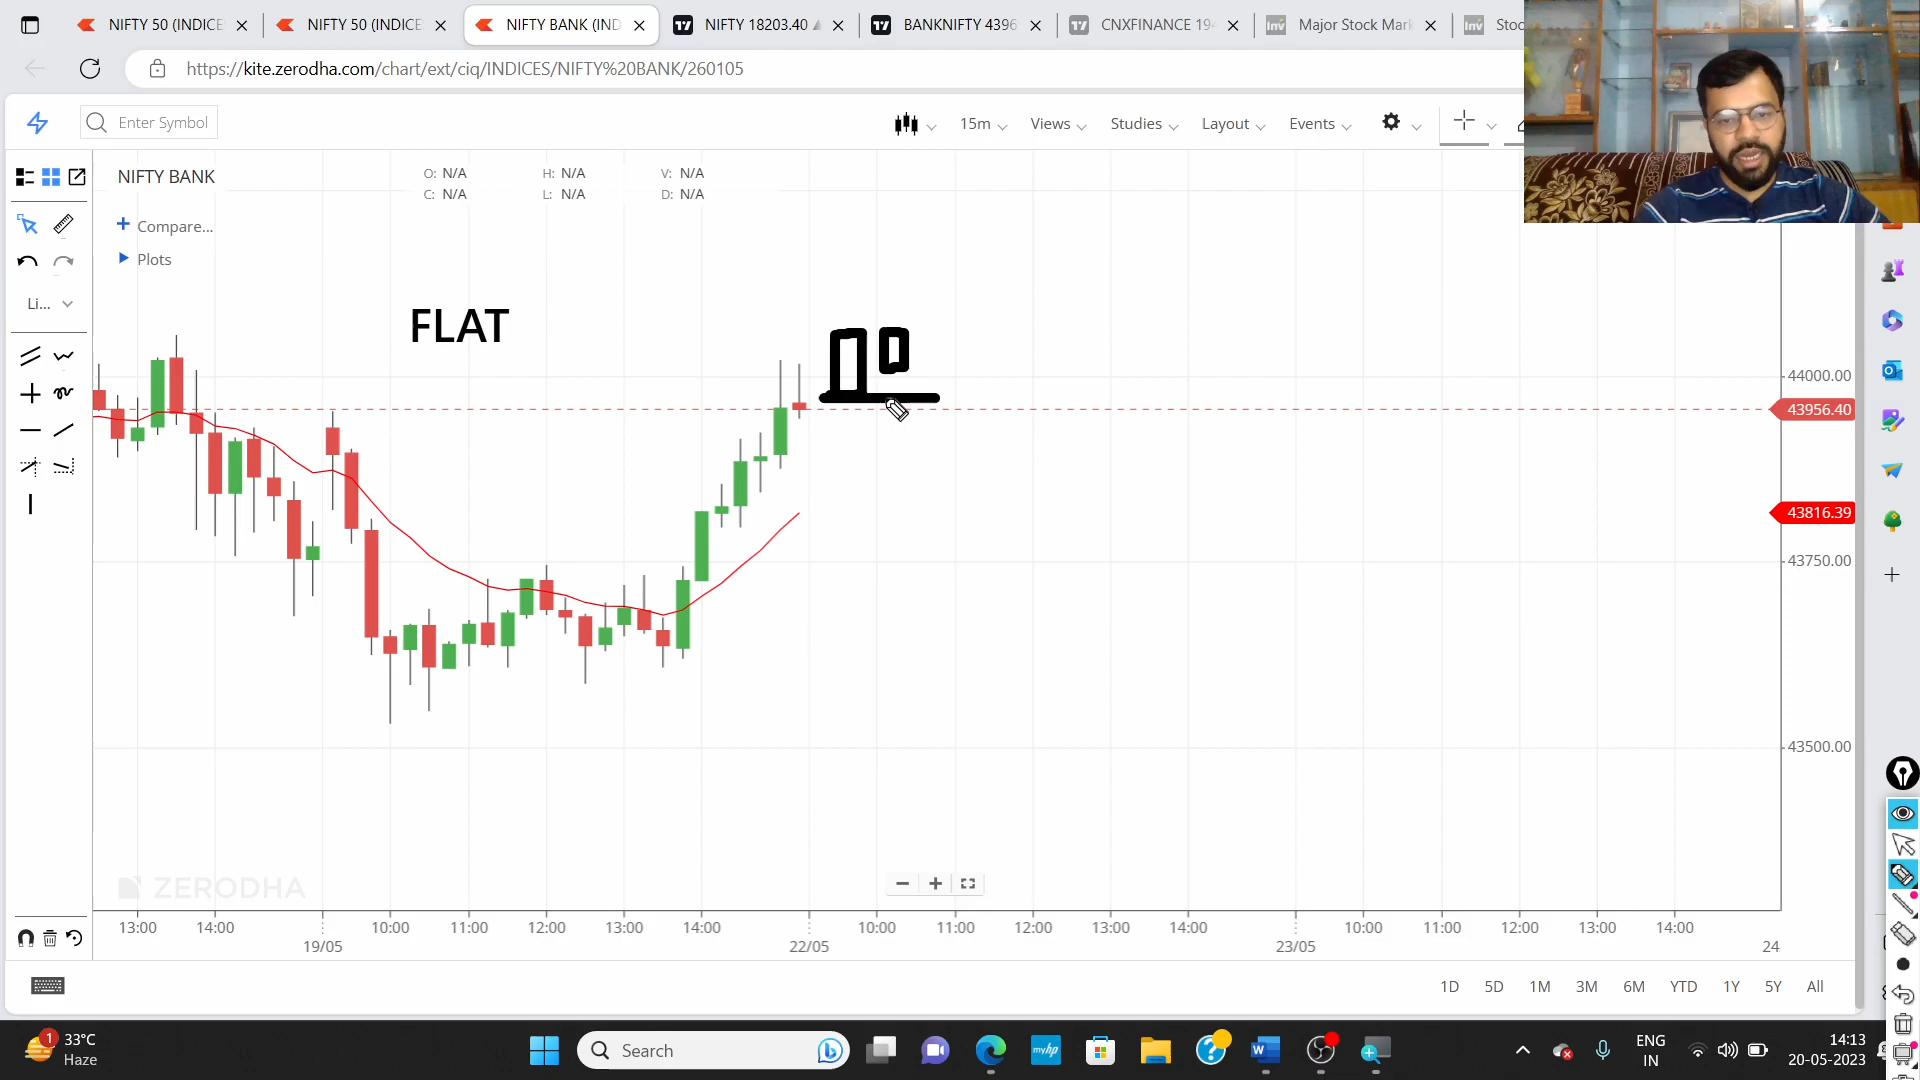 NIFTY 50 (INDICE
NIFTY 50 (INDICE
NIFTY BANK (IND
NIFTY 18203.40
BANKNIFTY 4396
CNXFINANCE 19
Major Stock Mar
Stoc
https://kite.zerodha.com/chart/ext/ciq/INDICES/NIFTY%20BANK/260105
Enter Symbol
15m
Views
Studies
Layout
Events
NIFTY BANK
O: N/A
H: N/A
V: N/A
C: N/A
L: N/A
D: N/A
Compare...
Plots
Li...
FLAT
44000.00
43956.40
43816.39
43750.00
43500.00
ZERODHA
13:00 14:00 10:00 11:00 12:00 13:00 14:00 10:00 11:00 12:00 13:00 14:00 10:00 11:00 12:00 13:00 14:00
19/05 22/05 23/05 24
1D 5D 1M 3M 6M YTD 1Y 5Y All
1
33°C
Haze
Search
myhp
ENG
IN
14:13
20-05-2023